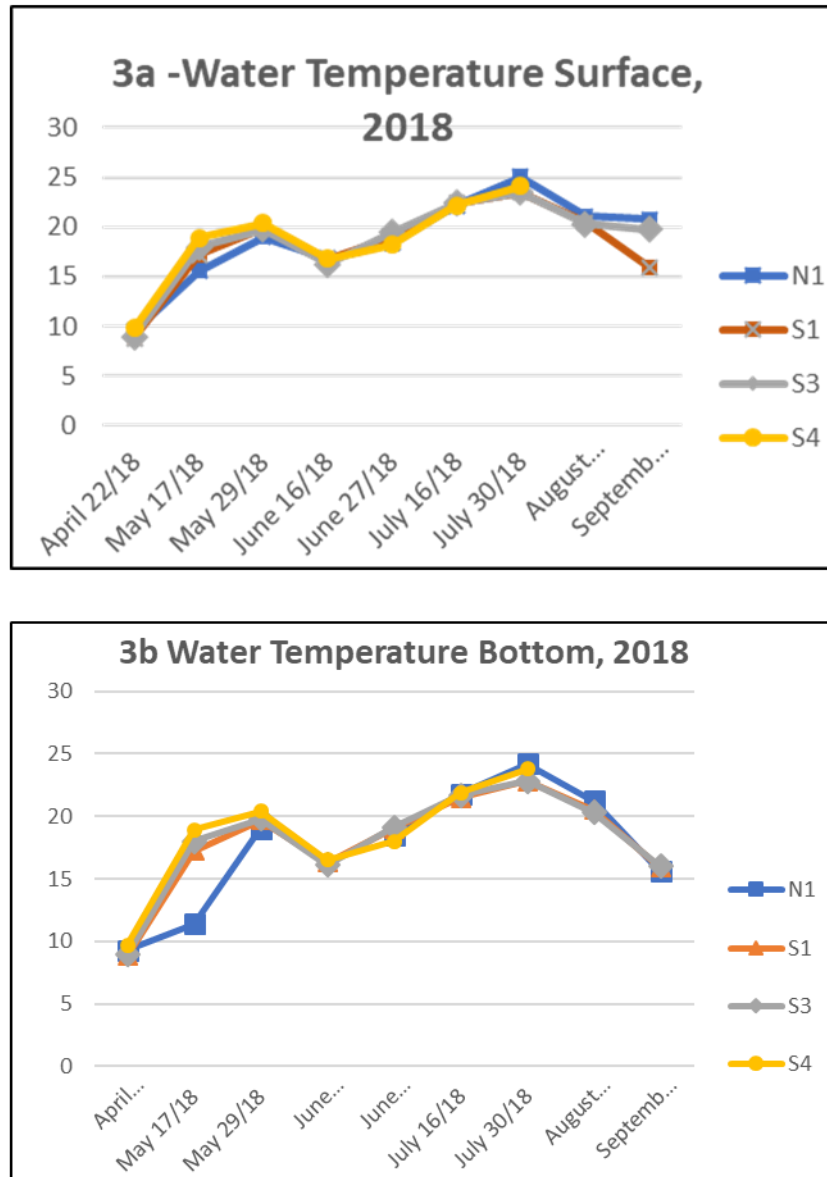 3a -Water Temperature Surface,
2018
30
25
20
15
10
5
0
April 22/18
May 17/18
May 29/18
June 16/18
June 27/18
July 16/18
July 30/18
August...
Septemb...
N1
S1
S3
S4
3b Water Temperature Bottom, 2018
30
25
20
15
10
5
0
April...
May 17/18
May 29/18
June...
June...
July 16/18
July 30/18
August...
Septemb...
N1
S1
S3
S4